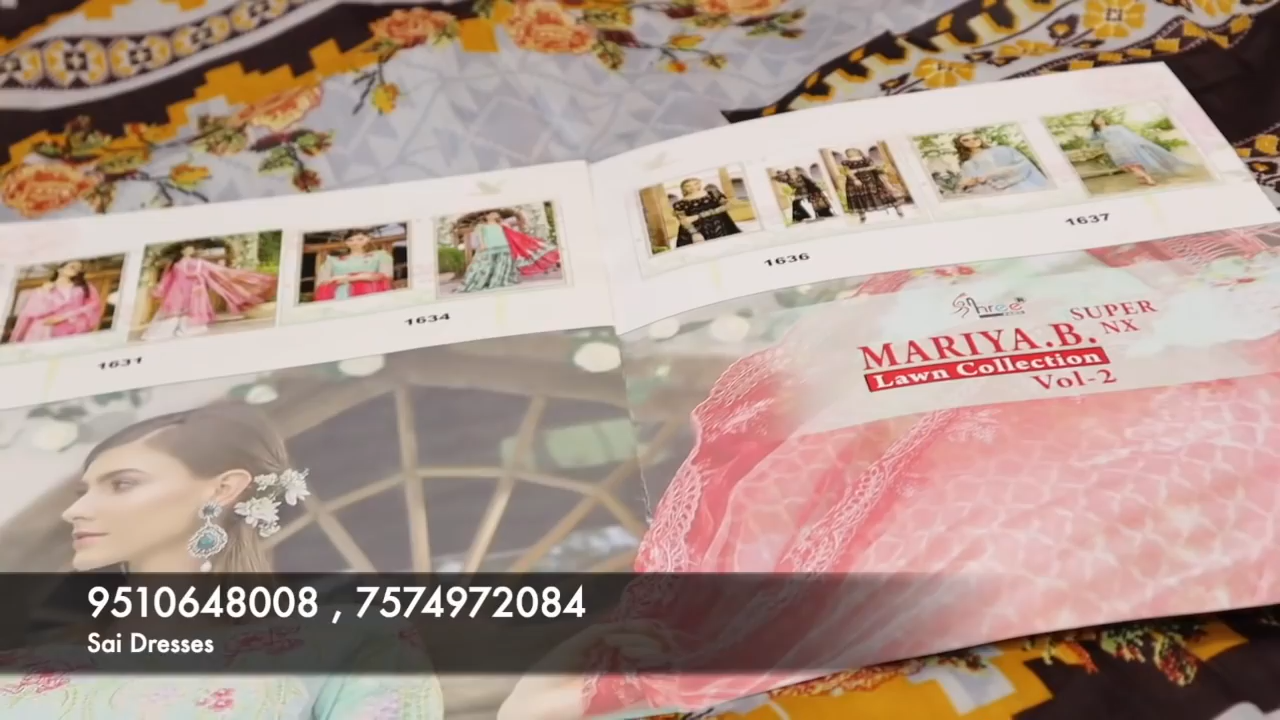 1631
1634
1636
1637
Shree
MARIYA.B. SUPER NX
Lawn Collection
Vol-2
9510648008 , 7574972084
Sai Dresses